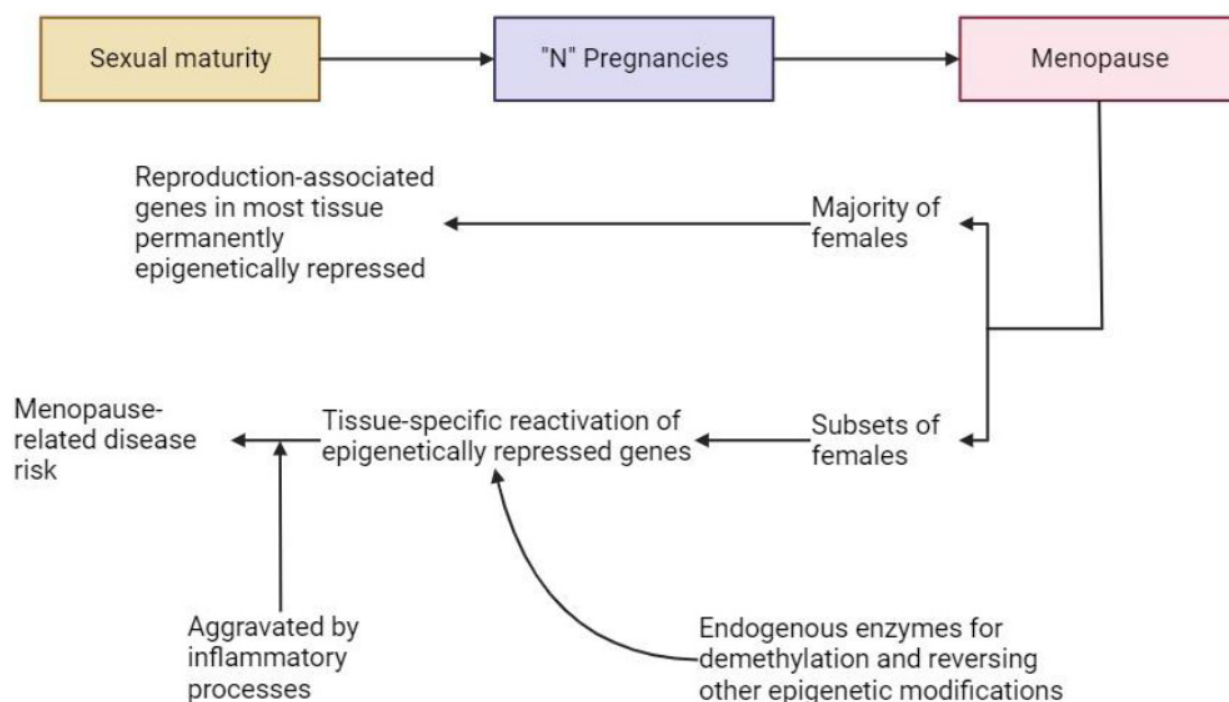 Sexual maturity
"N" Pregnancies
Menopause
Reproduction-associated
genes in most tissue
permanently
epigenetically repressed
Majority of
females
Menopause-
related disease
risk
Tissue-specific reactivation of
epigenetically repressed genes
Subsets of
females
Aggravated by
inflammatory
processes
Endogenous enzymes for
demethylation and reversing
other epigenetic modifications